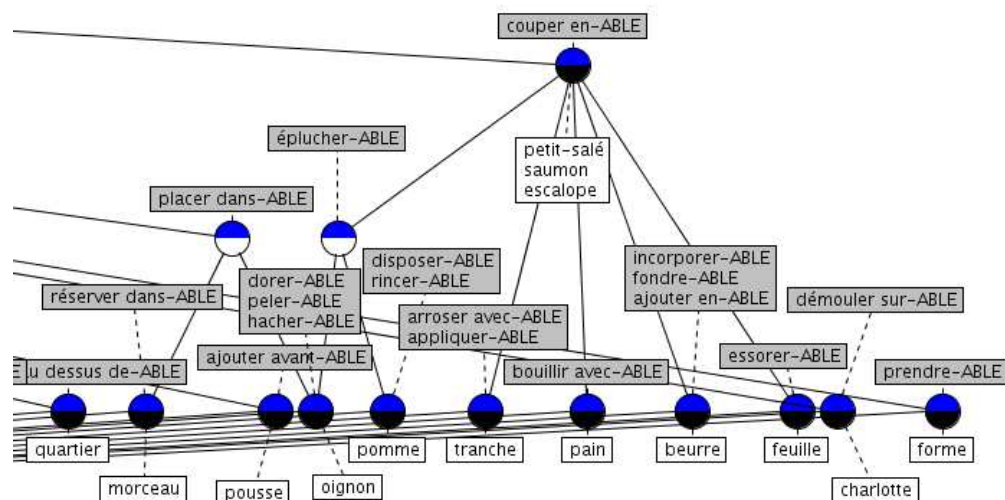 couper en-ABLE
éplucher-ABLE
petit-salé
saumon
escalope
placer dans-ABLE
disposer-ABLE
rincer-ABLE
incorporer-ABLE
fondre-ABLE
ajouter en-ABLE
dorer-ABLE
peler-ABLE
hacher-ABLE
réserver dans-ABLE
démouler sur-ABLE
arroser avec-ABLE
appliquer-ABLE
ajouter avant-ABLE
essorer-ABLE
E
u dessus de-ABLE
bouillir avec-ABLE
prendre-ABLE
quartier
pomme
tranche
pain
beurre
feuille
forme
morceau
pousse
oignon
charlotte